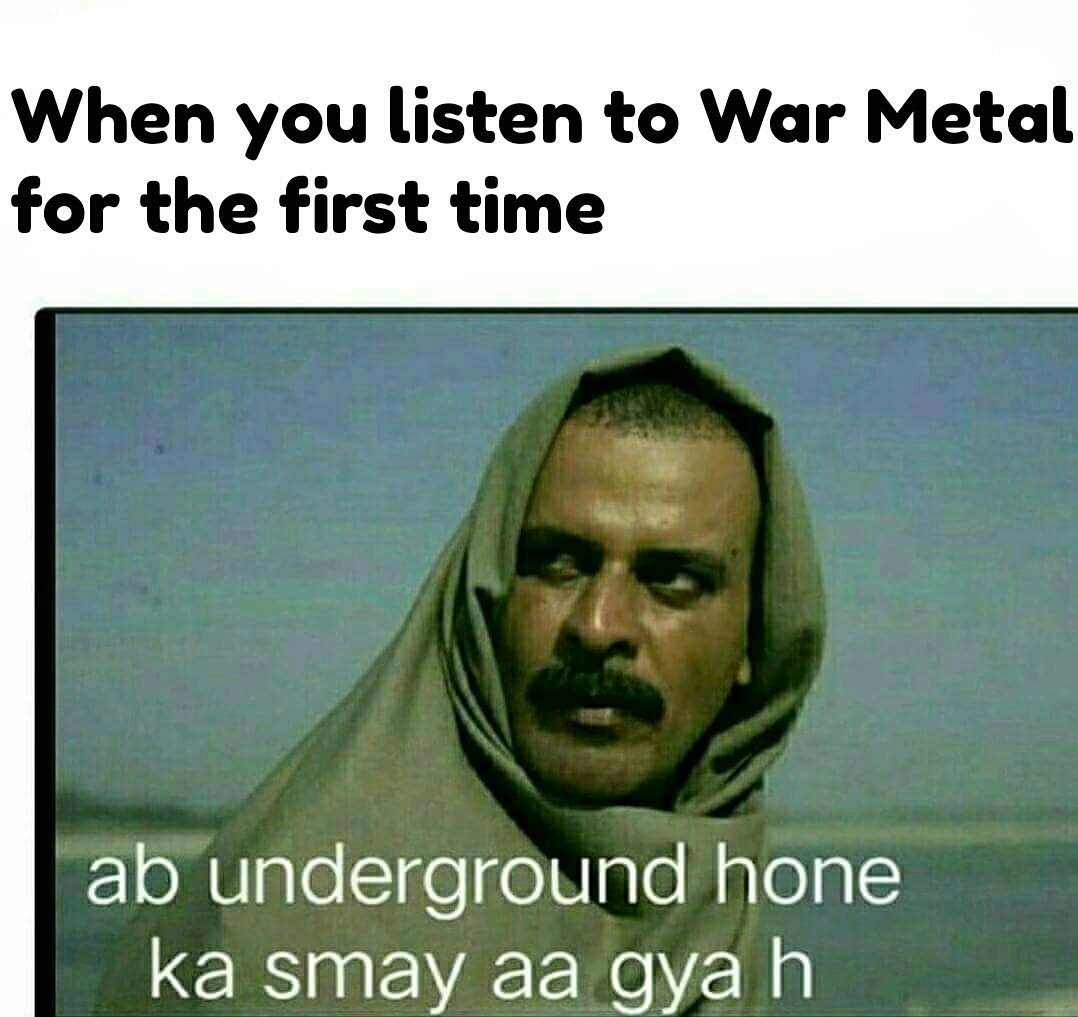 When you listen to War Metal
for the first time
ab underground hone
ka smay aa gya h